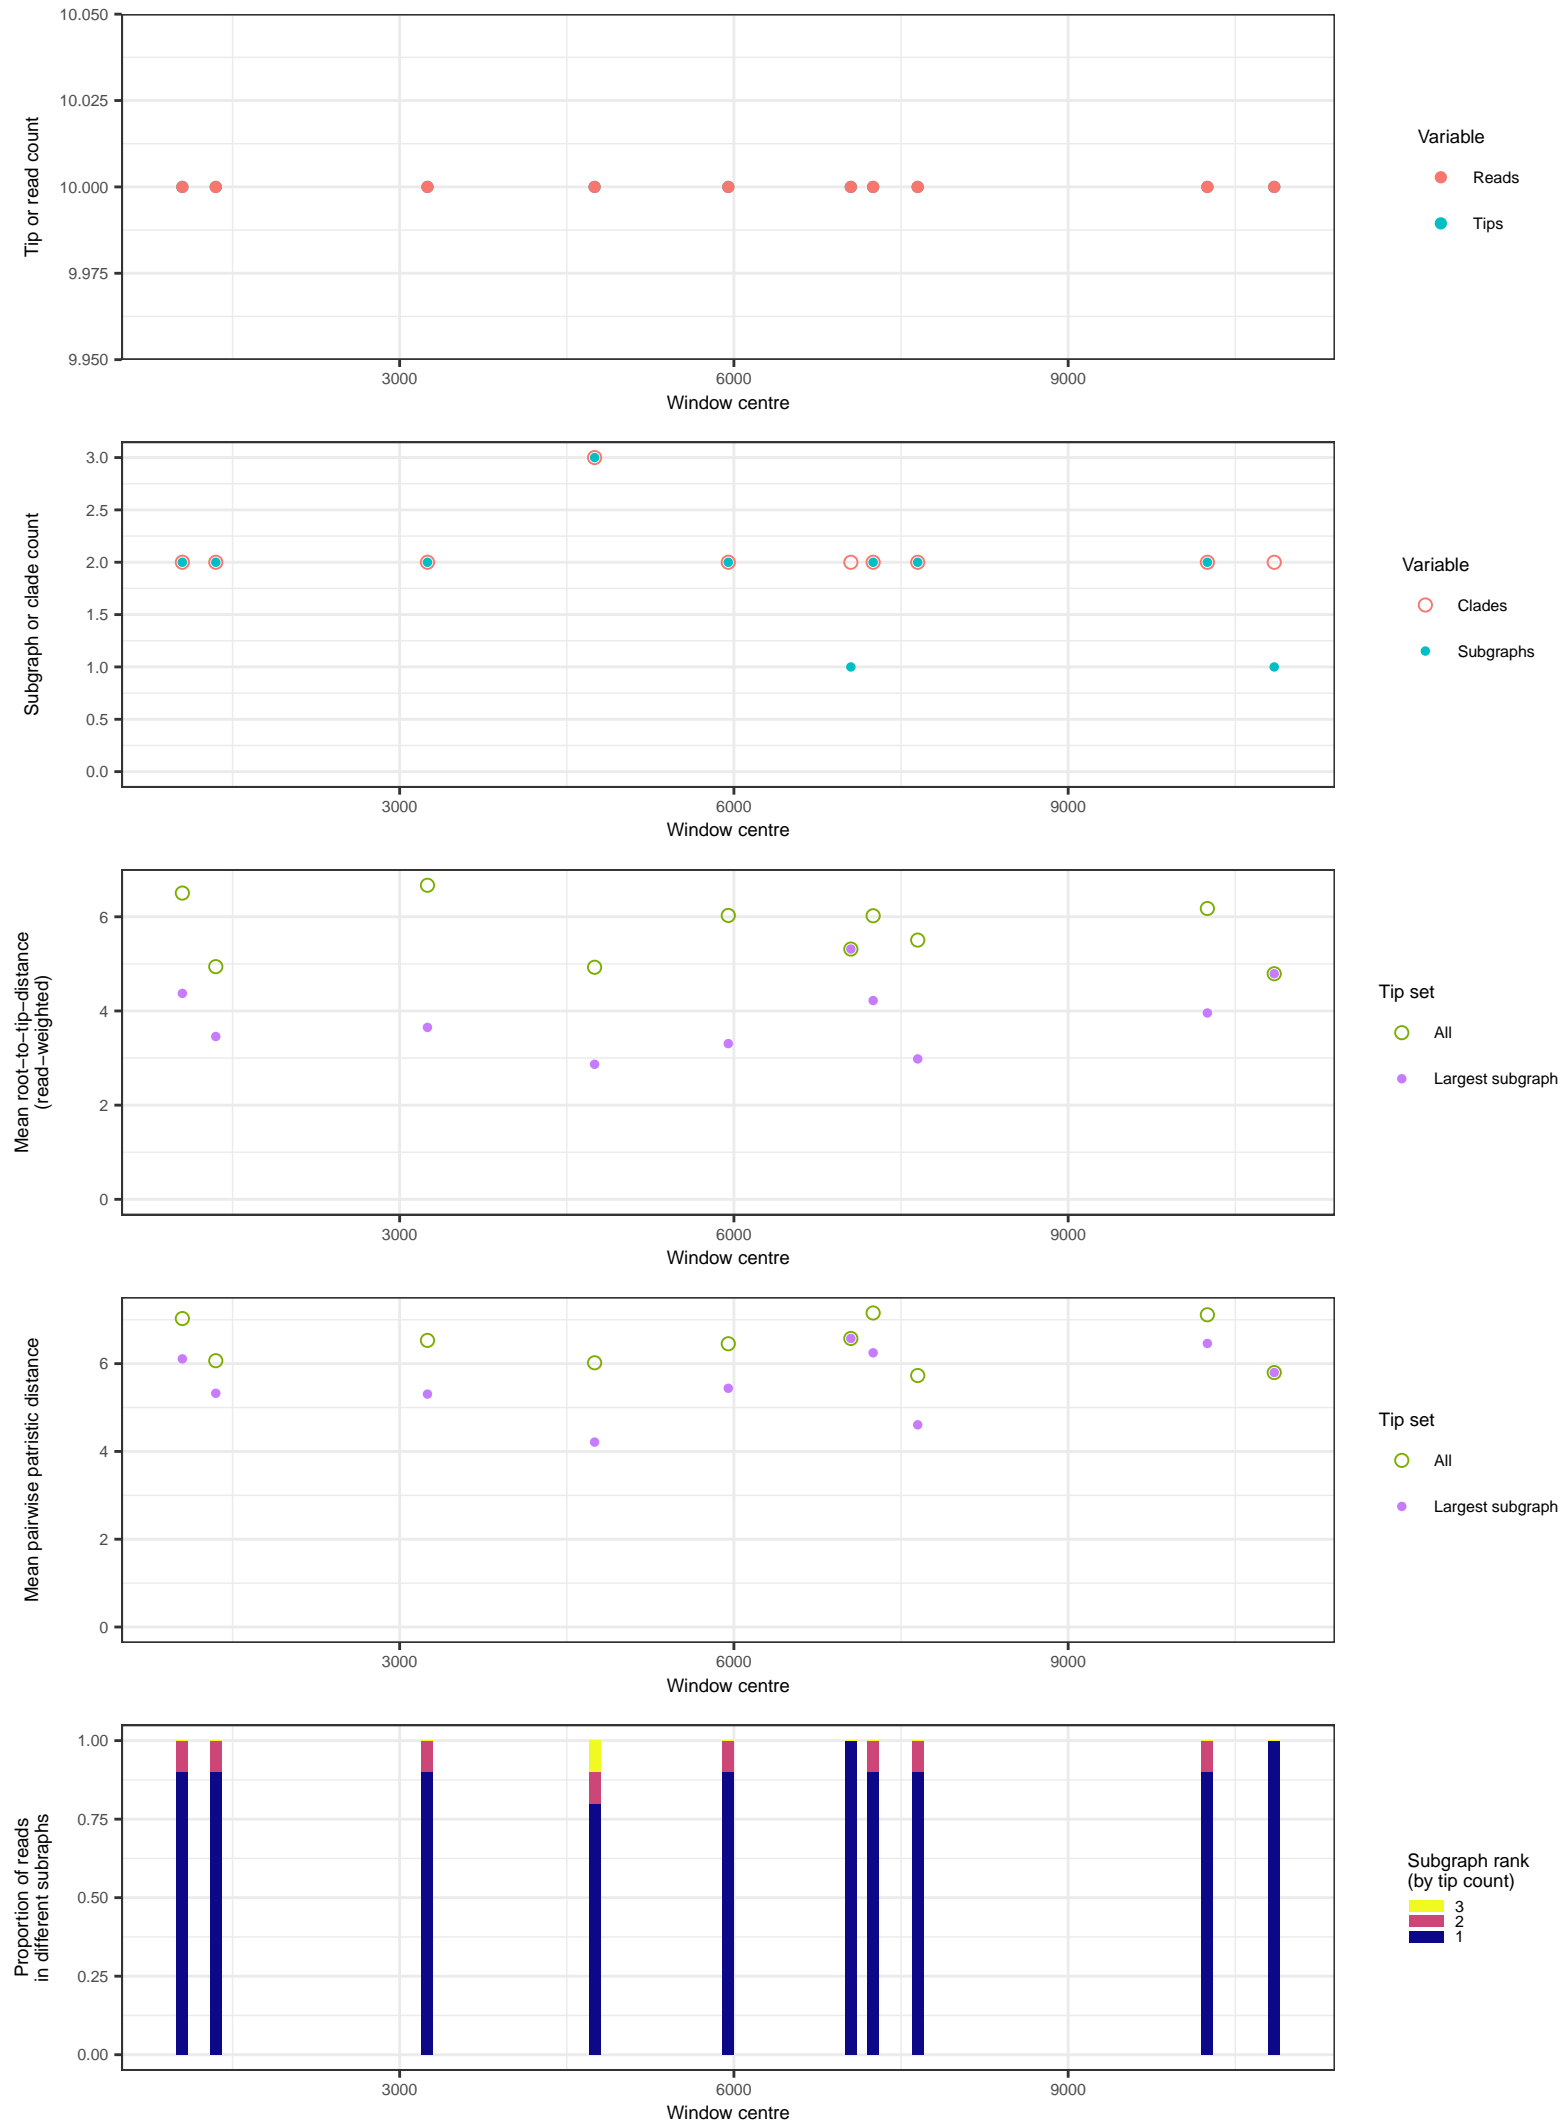 10.050
10.025
10.000
9.975
9.950
Tip or read count
3000
6000
9000
Window centre
Variable
Reads
Tips
3.0
2.5
2.0
1.5
1.0
0.5
0.0
Subgraph or clade count
3000
6000
9000
Window centre
Variable
Clades
Subgraphs
6
4
2
0
Mean root−to−tip−distance
(read−weighted)
3000
6000
9000
Window centre
Tip set
All
Largest subgraph
6
4
2
0
Mean pairwise patristic distance
3000
6000
9000
Window centre
Tip set
All
Largest subgraph
1.00
0.75
0.50
0.25
0.00
Proportion of reads
in different subraphs
3000
6000
9000
Window centre
Subgraph rank
(by tip count)
3
2
1